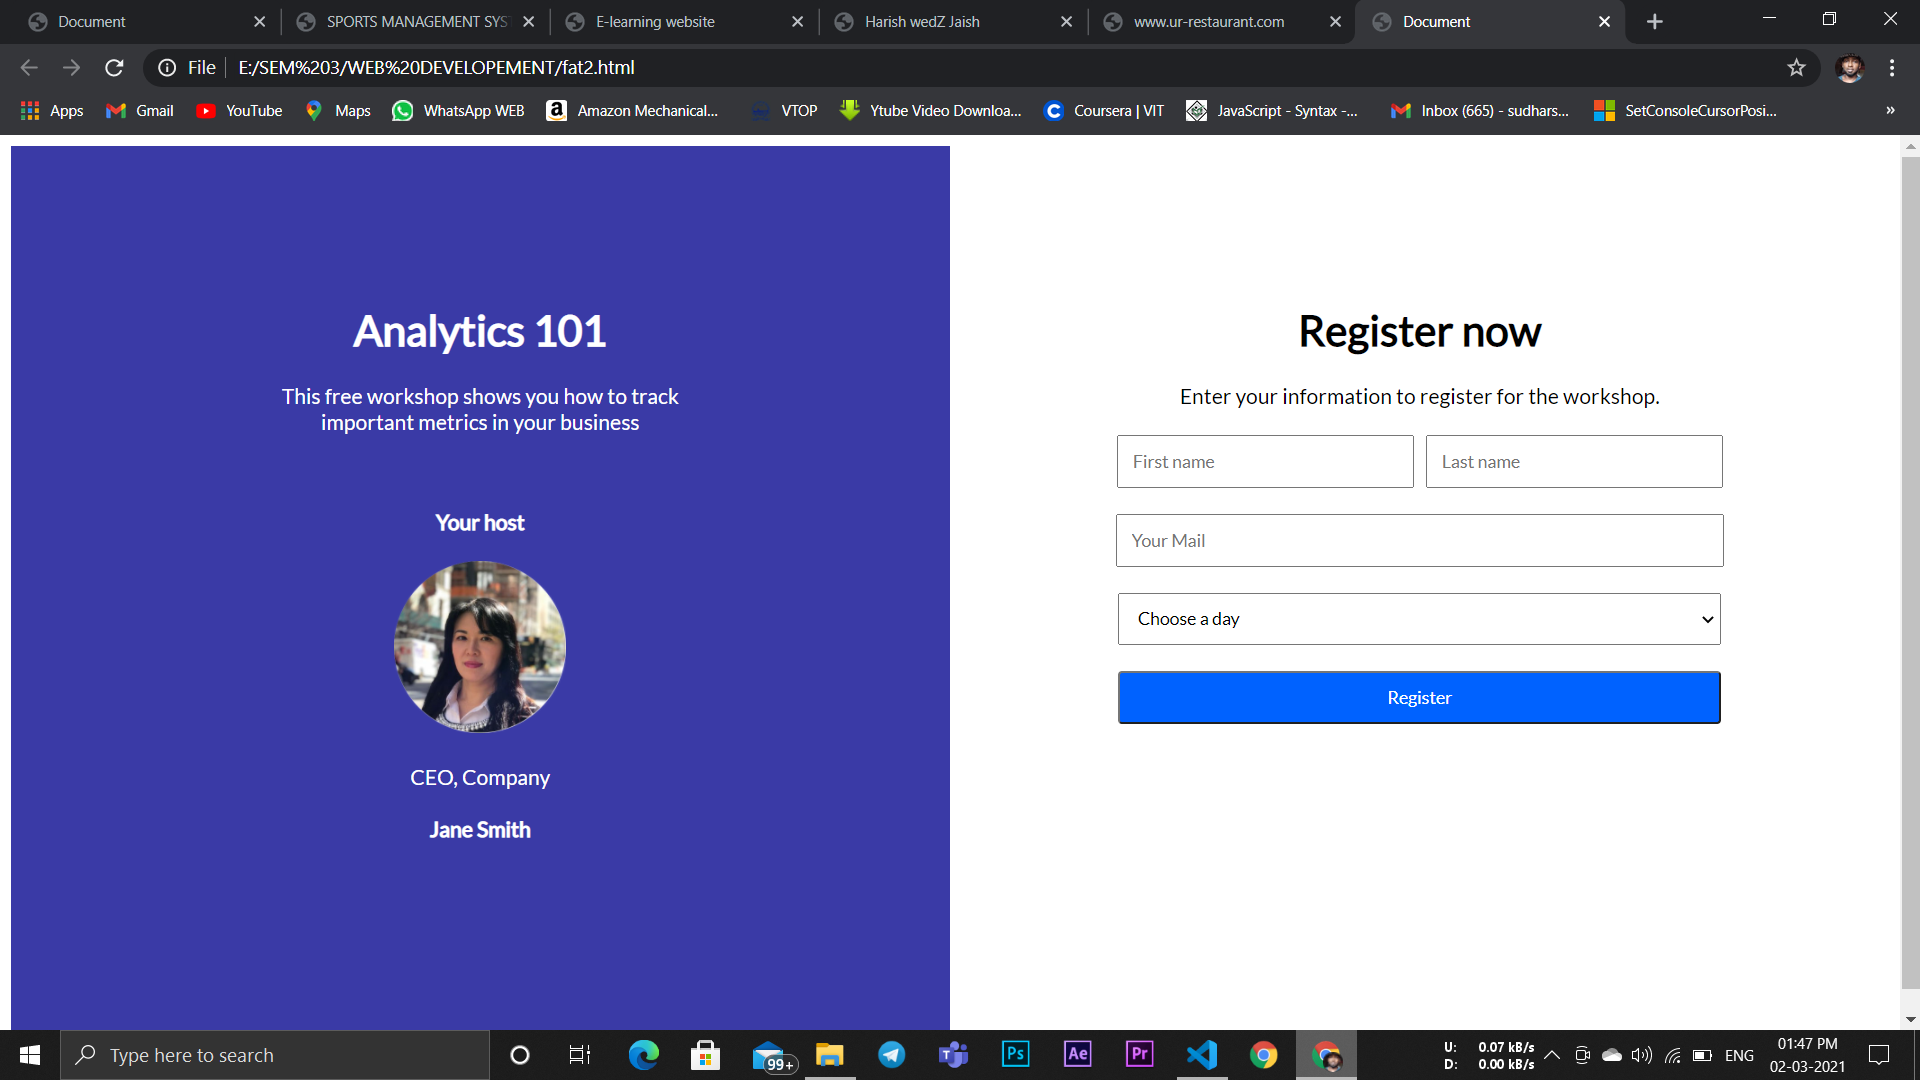 Document
SPORTS MANAGEMENT SYS
E-learning website
Harish wedZ Jaish
www.ur-restaurant.com
Document
File
E:/SEM%203/WEB%20DEVELOPEMENT/fat2.html
Apps
Gmail
YouTube
Maps
WhatsApp WEB
Amazon Mechanical...
VTOP
Ytube Video Downloa...
Coursera | VIT
JavaScript - Syntax -...
Inbox (665) - sudhars...
SetConsoleCursorPosi...
»
Analytics 101
This free workshop shows you how to track
important metrics in your business
Your host
CEO, Company
Jane Smith
Register now
Enter your information to register for the workshop.
First name
Last name
Your Mail
Choose a day
Register
Type here to search
99+
Ps
Ae
Pr
U: 0.07 kB/s
D: 0.00 kB/s
ENG
01:47 PM
02-03-2021